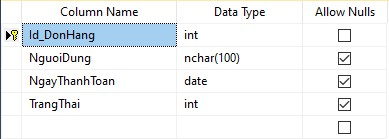 Column Name Data Type Allow Nulls
Id_DonHang int
NguoiDung nchar(100)
NgayThanhToan date
TrangThai int